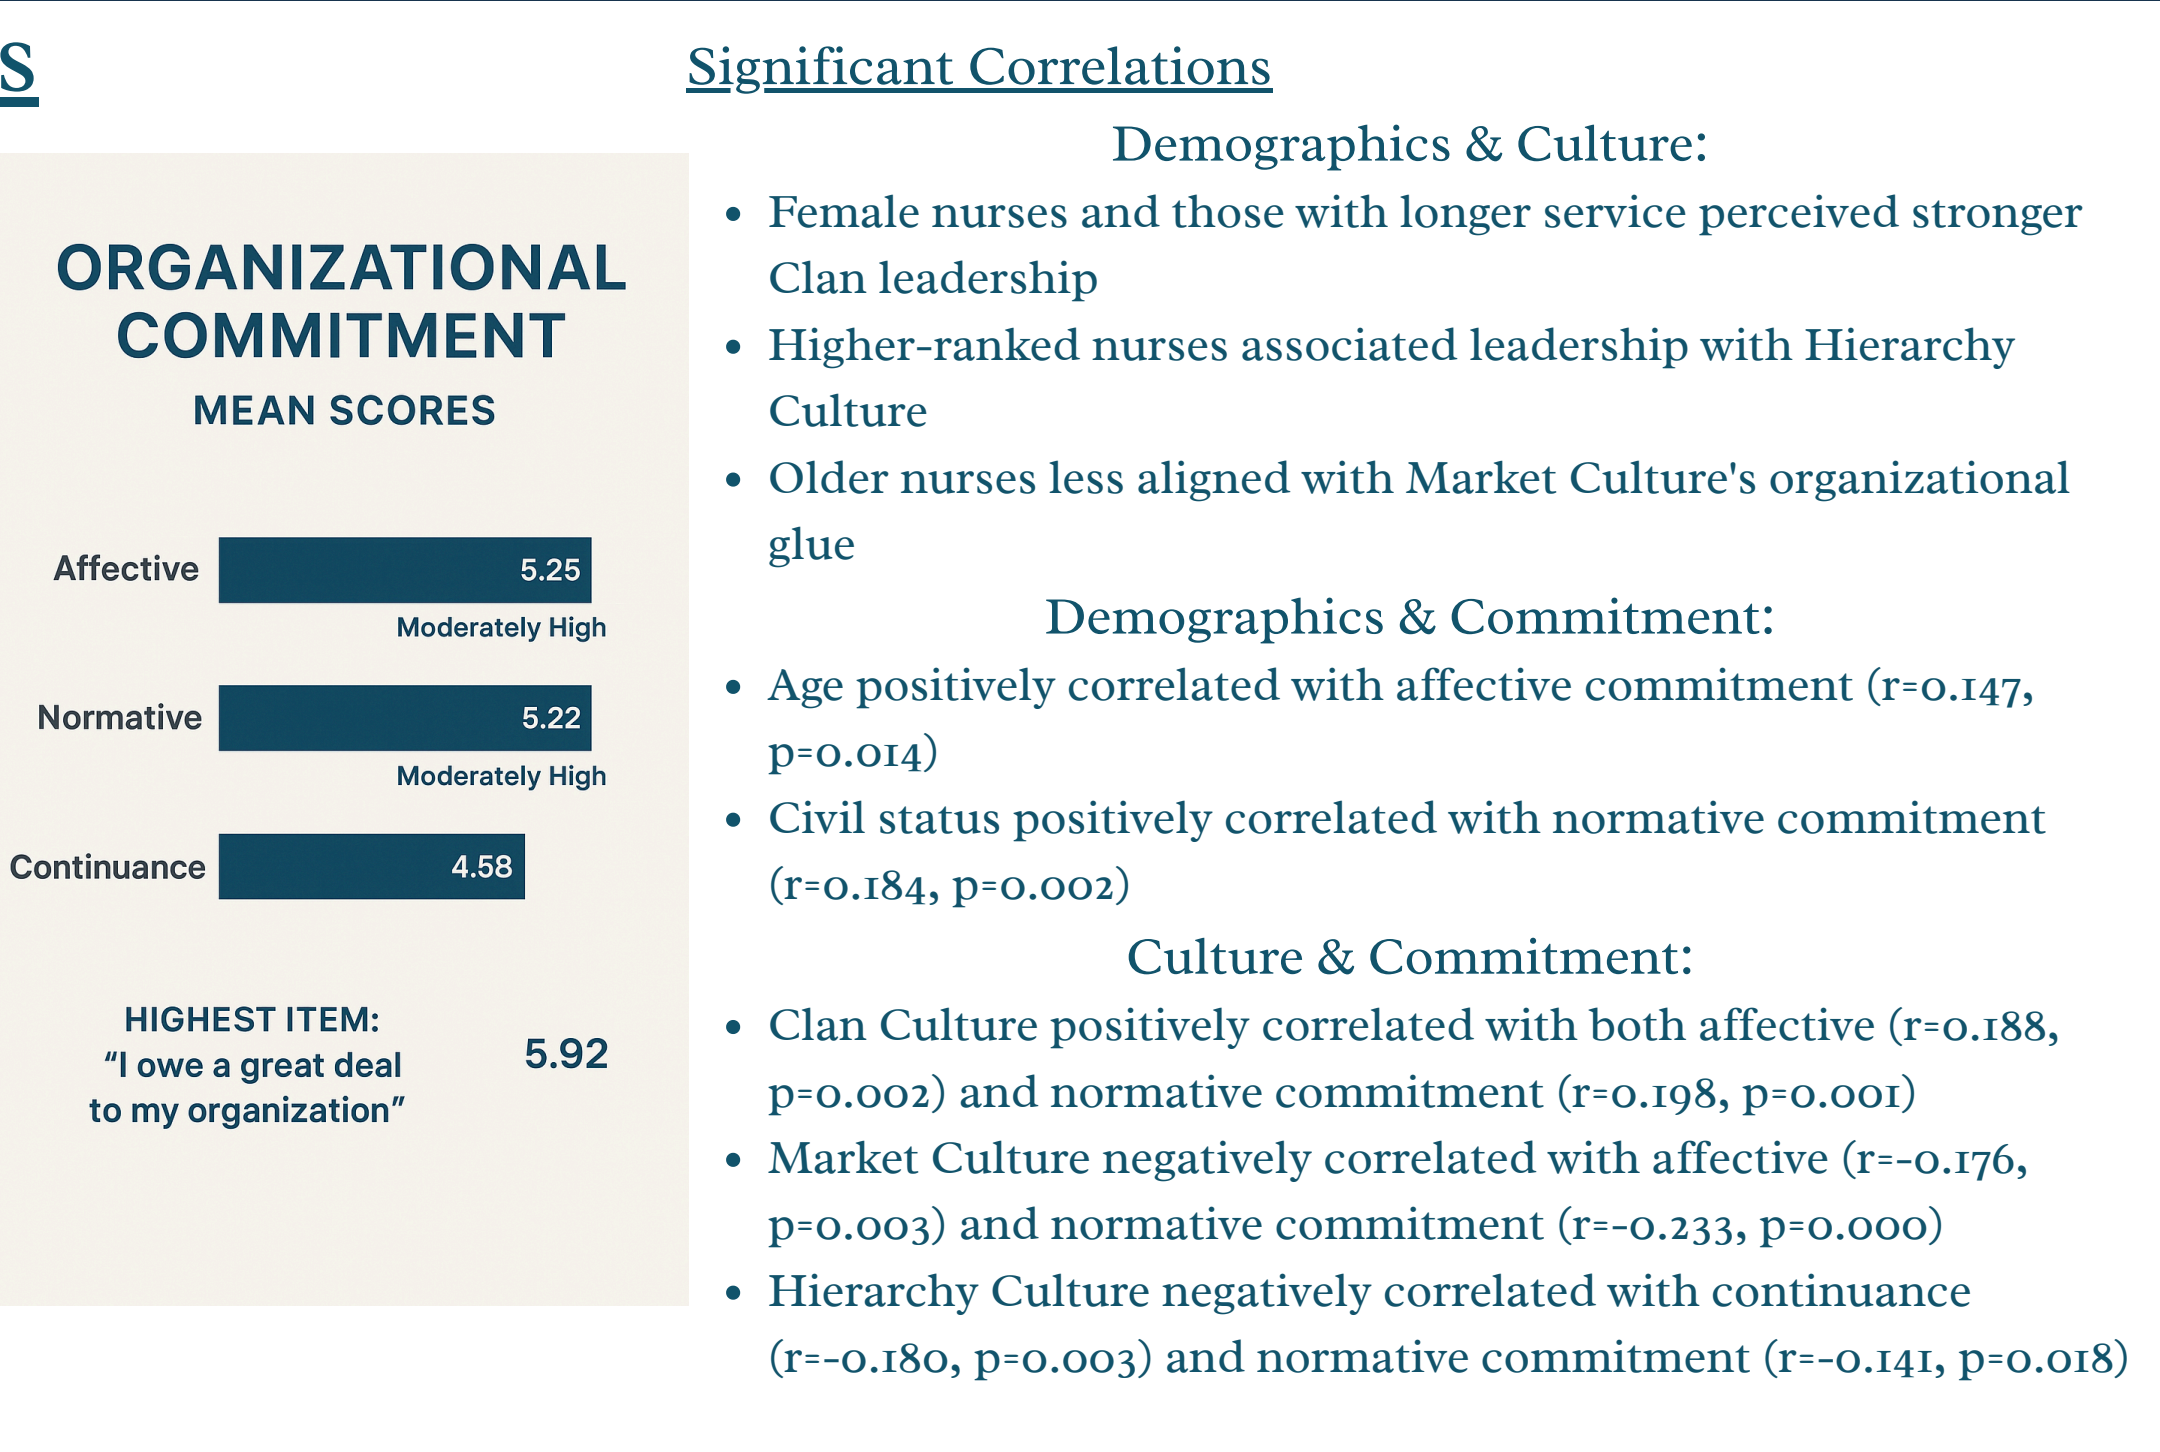 s
ORGANIZATIONAL
COMMITMENT
MEAN SCORES
Affective 5.25
Moderately High
Normative 5.22
Moderately High
Continuance 4.58
HIGHEST ITEM:
“I owe a great deal
to my organization”
5.92
Significant Correlations
Demographics & Culture:
• Female nurses and those with longer service perceived stronger
Clan leadership
• Higher-ranked nurses associated leadership with Hierarchy
Culture
• Older nurses less aligned with Market Culture's organizational
glue
Demographics & Commitment:
• Age positively correlated with affective commitment (r=0.147,
p=0.014)
• Civil status positively correlated with normative commitment
(r=0.184, p=0.002)
Culture & Commitment:
• Clan Culture positively correlated with both affective (r=0.188,
p=0.002) and normative commitment (r=0.198, p=0.001)
• Market Culture negatively correlated with affective (r=-0.176,
p=0.003) and normative commitment (r=-0.233, p=0.000)
• Hierarchy Culture negatively correlated with continuance
(r=-0.180, p=0.003) and normative commitment (r=-0.141, p=0.018)